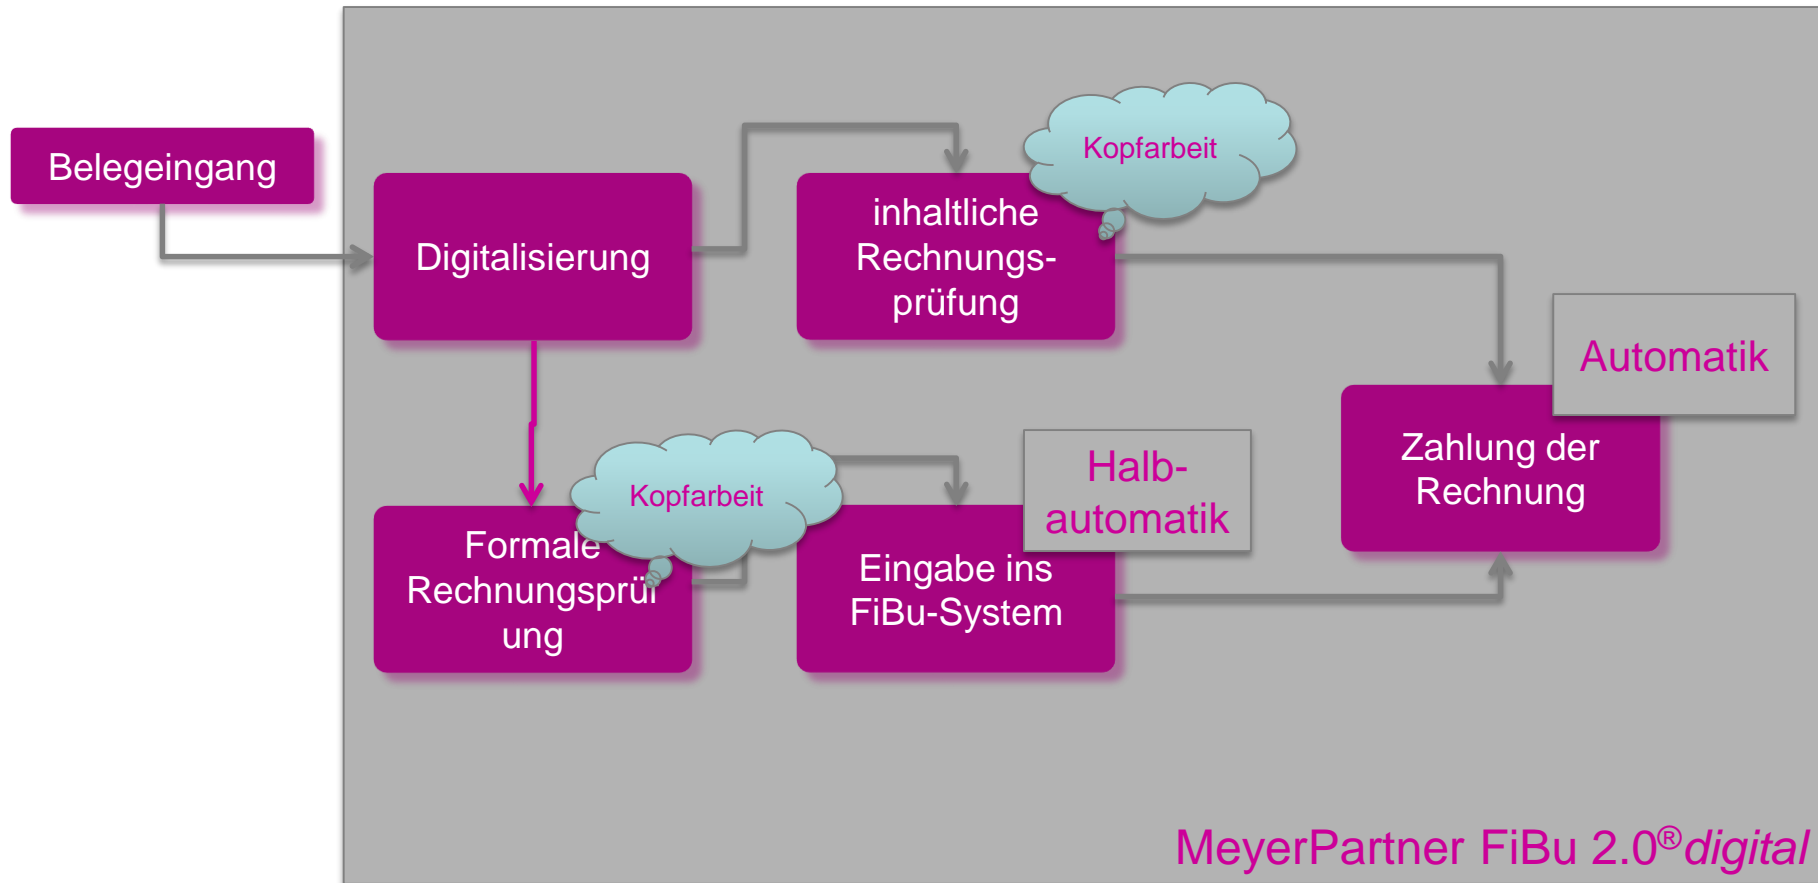 Belegeingang
Digitalisierung
inhaltliche
Rechnungs-
prüfung
Kopfarbeit
Automatik
Zahlung der
Rechnung
Kopfarbeit
Formale
Rechnungsprüf
ung
Halb-
automatik
Eingabe ins
FiBu-System
MeyerPartner FiBu 2.0®digital